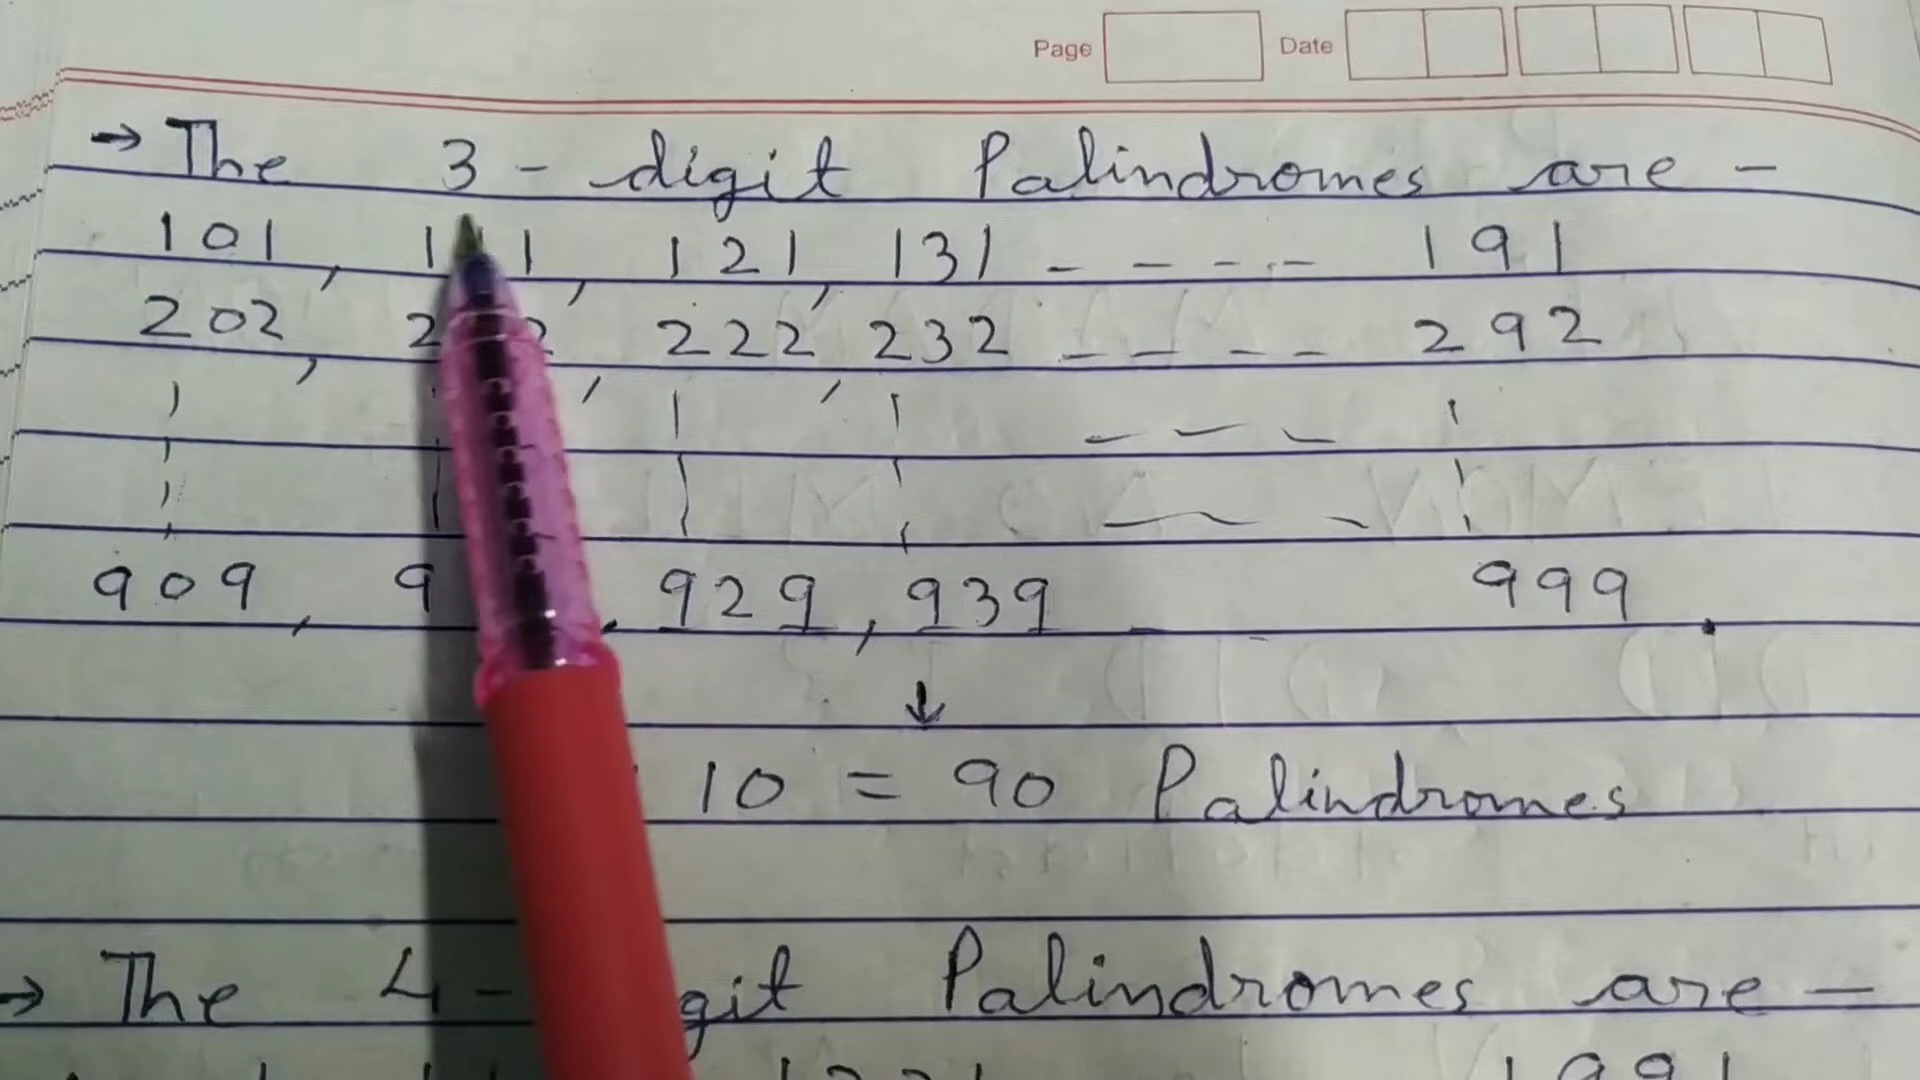 Page Date
→ The 3 - digit Palindromes are -
101, 1 1, 121, 131 - - - - 191
202, 2 2, 222, 232 - - - - 292
909, 9 , 929, 939 - - 999.
↓
10 = 90 Palindromes
→ The 4 - git Palindromes are -
1991